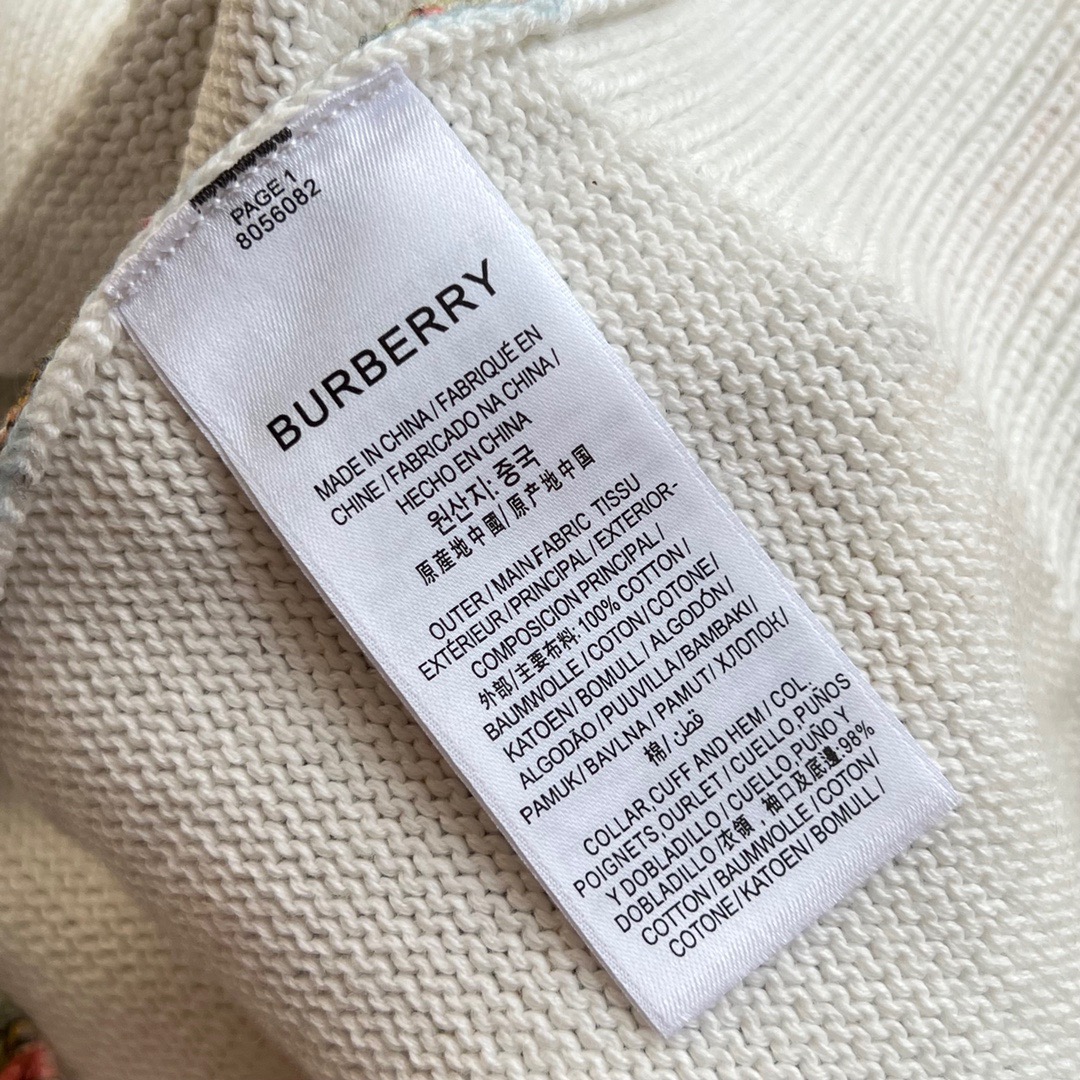 PAGE 1
8056082
BURBERRY
MADE IN CHINA / FABRIQUÉ EN
CHINE / FABRICADO NA CHINA /
HECHO EN CHINA
원산지: 중국
原産地中國/ 原产地中国
OUTER / MAIN FABRIC TISSU
EXTÉRIEUR / PRINCIPAL / EXTERIOR-
COMPOSICION PRINCIPAL /
外部/主要布料: 100% COTTON /
BAUMWOLLE / COTON / COTONE /
KATOEN / BOMULL / ALGODÓN /
ALGODÃO / PUUVILLA / BAMBAKI /
PAMUK / BAVLNA / PAMUT / ХЛОПОК /
棉 / قطن
COLLAR,CUFF AND HEM / COL.
POIGNETS,OURLET / CUELLO,PUÑOS
Y DOBLADILLO / CUELLO,PUÑO Y
DOBLADILLO /衣領, 袖口及底邊:98%
COTTON / BAUMWOLLE / COTON /
COTONE / KATOEN / BOMULL /